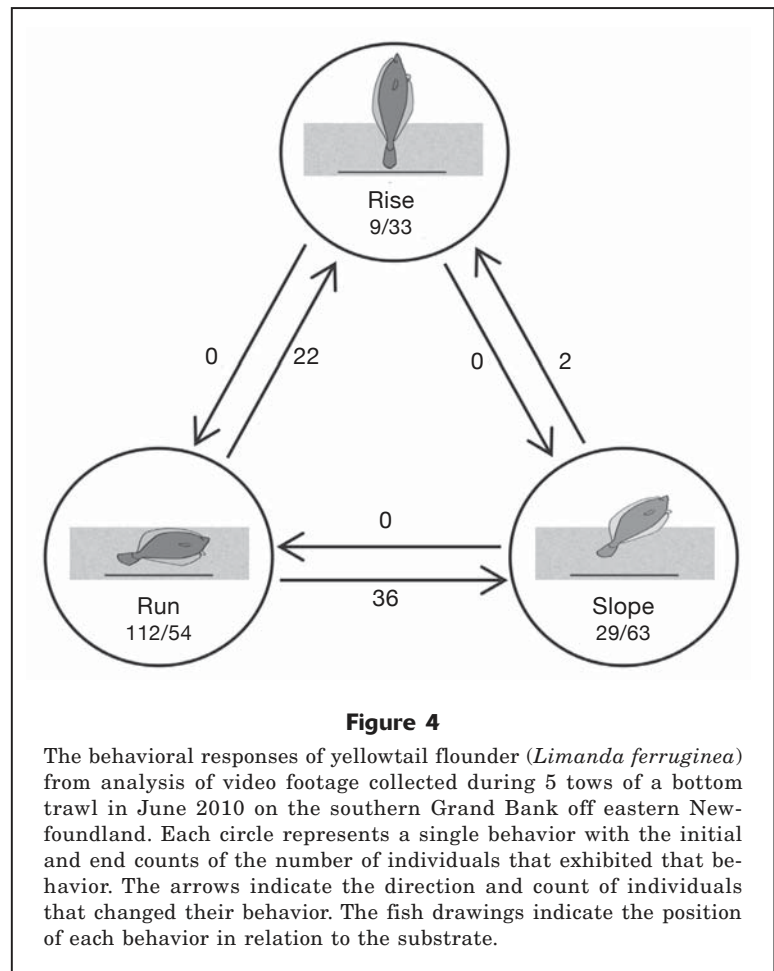 Rise
9/33
0
22
0
2
0
36
Run
112/54
Slope
29/63
Figure 4
The behavioral responses of yellowtail flounder (Limanda ferruginea)
from analysis of video footage collected during 5 tows of a bottom
trawl in June 2010 on the southern Grand Bank off eastern New-
foundland. Each circle represents a single behavior with the initial
and end counts of the number of individuals that exhibited that be-
havior. The arrows indicate the direction and count of individuals
that changed their behavior. The fish drawings indicate the position
of each behavior in relation to the substrate.